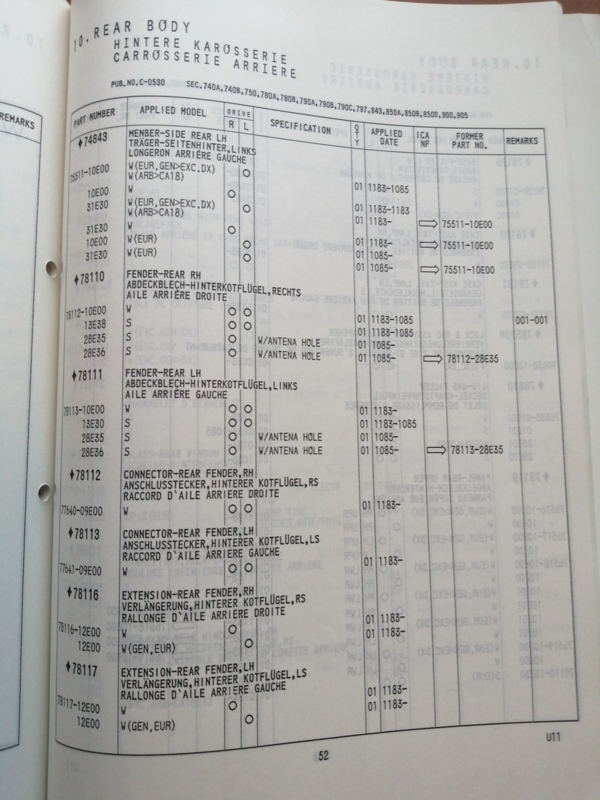 10.REAR BODY
HINTERE KAROSSERIE
CARROSSERIE ARRIERE
PUB.NO.C-0530 SEC.740A,740B,750,780A,780B,790A,790B,790C,797,843,850A,850B,850D,900,905
REMARKS
PART NUMBER APPLIED MODEL DRIVE R L SPECIFICATION QTY APPLIED DATE ICA NF FORMER PART NO. REMARKS
♦74843 MENBER-SIDE REAR LH
TRÄGER-SEITENHINTER,LINKS
LONGERON ARRIÈRE GAUCHE
75511-10E00 W(EUR,GEN>EXC.DX) O
W(ARB>CA18)
10E00 W O 01 1183-1085
31E30 W(EUR,GEN>EXC.DX) O 01 1183-1183
W(ARB>CA18)
31E30 W O 01 1183- ⇨ 75511-10E00
10E00 W(EUR) O 01 1183- ⇨ 75511-10E00
31E30 W(EUR) O 01 1085-
01 1085- ⇨ 75511-10E00
♦78110 FENDER-REAR RH
ABDECKBLECH-HINTERKOTFLÜGEL,RECHTS
AILE ARRIÈRE DROITE
78112-10E00 W O O 01 1183-1085 001-001
13E38 S O O 01 1183-1085
28E35 S O W/ANTENA HOLE 01 1085-
28E36 S O W/ANTENA HOLE 01 1085- ⇨ 78112-28E35
♦78111 FENDER-REAR LH
ABDECKBLECH-HINTERKOTFLÜGEL,LINKS
AILE ARRIÈRE GAUCHE
78113-10E00 W O O 01 1183-
13E30 S O O 01 1183-1085
28E35 S O W/ANTENA HOLE 01 1085-
28E36 S O W/ANTENA HOLE 01 1085- ⇨ 78113-28E35
♦78112 CONNECTOR-REAR FENDER,RH
ANSCHLUSSTECKER,HINTERER KOTFLÜGEL,RS
RACCORD D'AILE ARRIERE DROITE
77640-09E00 W O O 01 1183-
♦78113 CONNECTOR-REAR FENDER,LH
ANSCHLUSSTECKER,HINTERER KOTFLÜGEL,LS
RACCORD D'AILE ARRIERE GAUCHE
77641-09E00 W O O 01 1183-
♦78116 EXTENSION-REAR FENDER,RH
VERLÄNGERUNG,HINTERER KOTFLÜGEL,RS
RALLONGE D'AILE ARRIERE DROITE
78116-12E00 W O 01 1183-
12E00 W(GEN,EUR) O 01 1183-
♦78117 EXTENSION-REAR FENDER,LH
VERLÄNGERUNG,HINTERER KOTFLÜGEL,LS
RALLONGE D'AILE ARRIERE GAUCHE
78117-12E00 W O 01 1183-
12E00 W(GEN,EUR) O 01 1183-
52
U11